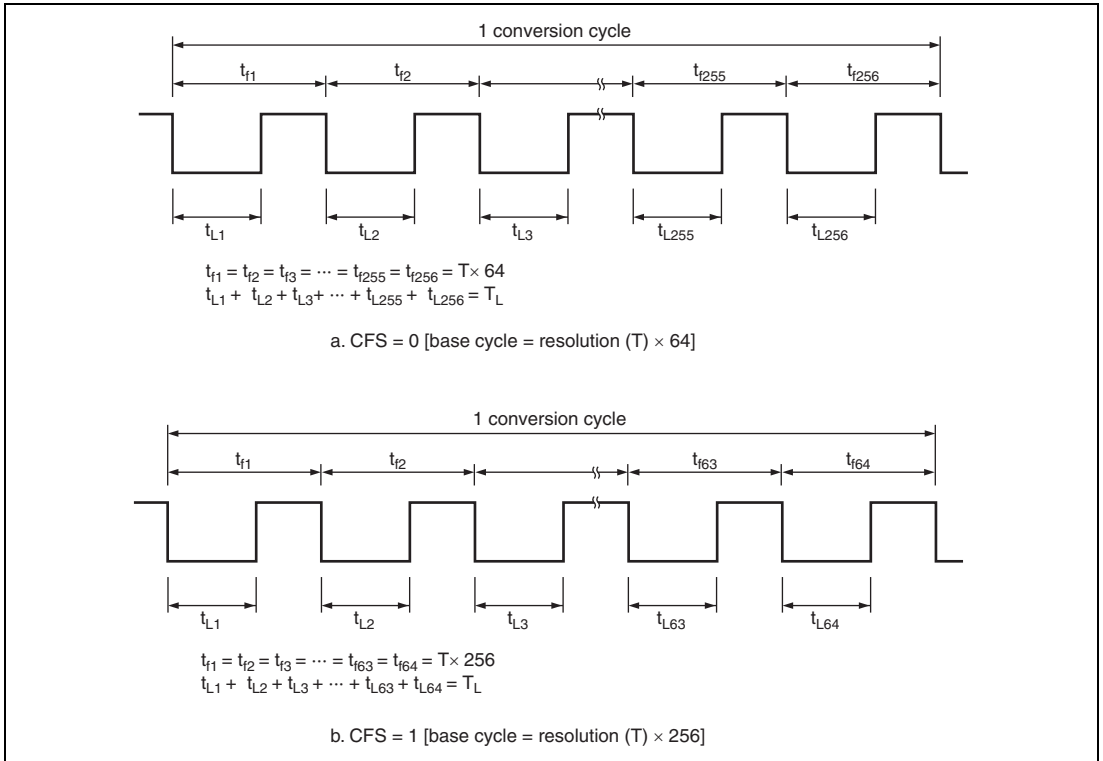 1 conversion cycle
tf1 tf2 tf255 tf256
tL1 tL2 tL3 tL255 tL256
tf1 = tf2 = tf3 = ··· = tf255 = tf256 = T × 64
tL1 + tL2 + tL3+ ··· + tL255 + tL256 = TL
a. CFS = 0 [base cycle = resolution (T) × 64]
1 conversion cycle
tf1 tf2 tf63 tf64
tL1 tL2 tL3 tL63 tL64
tf1 = tf2 = tf3 = ··· = tf63 = tf64 = T × 256
tL1 + tL2 + tL3 + ··· + tL63 + tL64 = TL
b. CFS = 1 [base cycle = resolution (T) × 256]